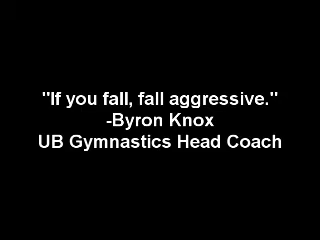 "If you fall, fall aggressive."
-Byron Knox
UB Gymnastics Head Coach